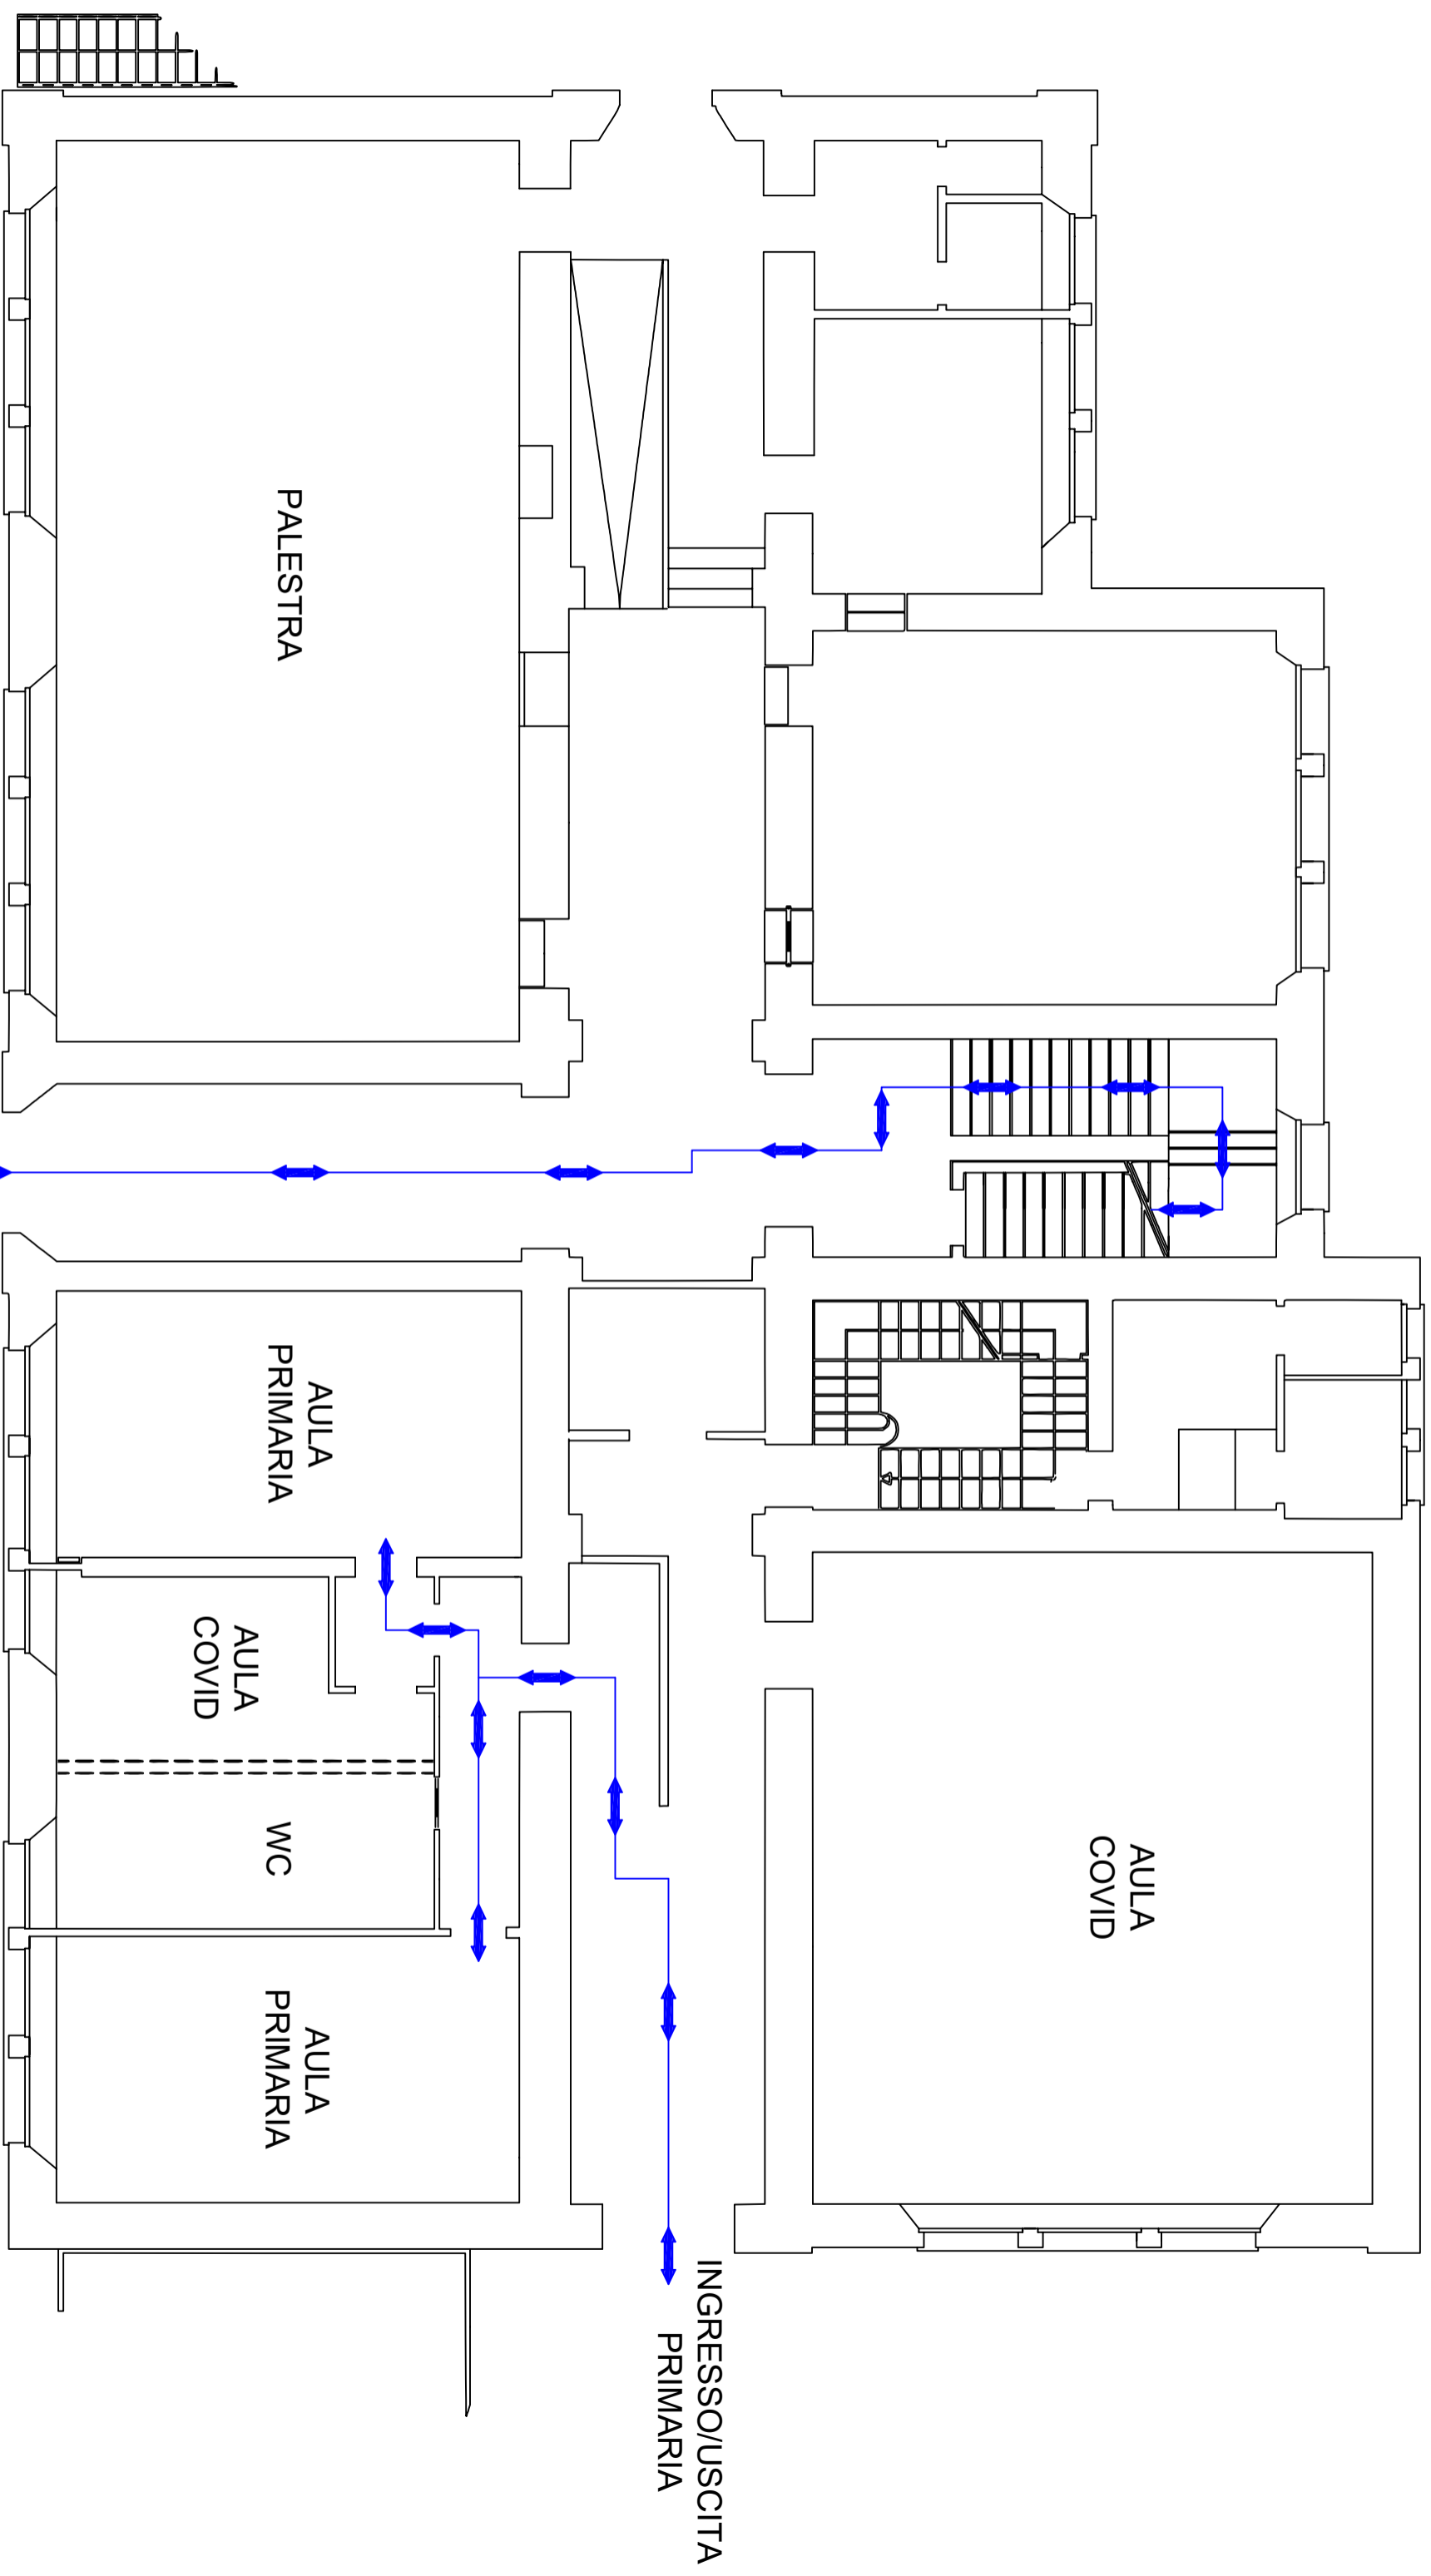 PALESTRA
AULA
PRIMARIA
AULA
COVID
WC
AULA
COVID
AULA
PRIMARIA
INGRESSO/USCITA
PRIMARIA